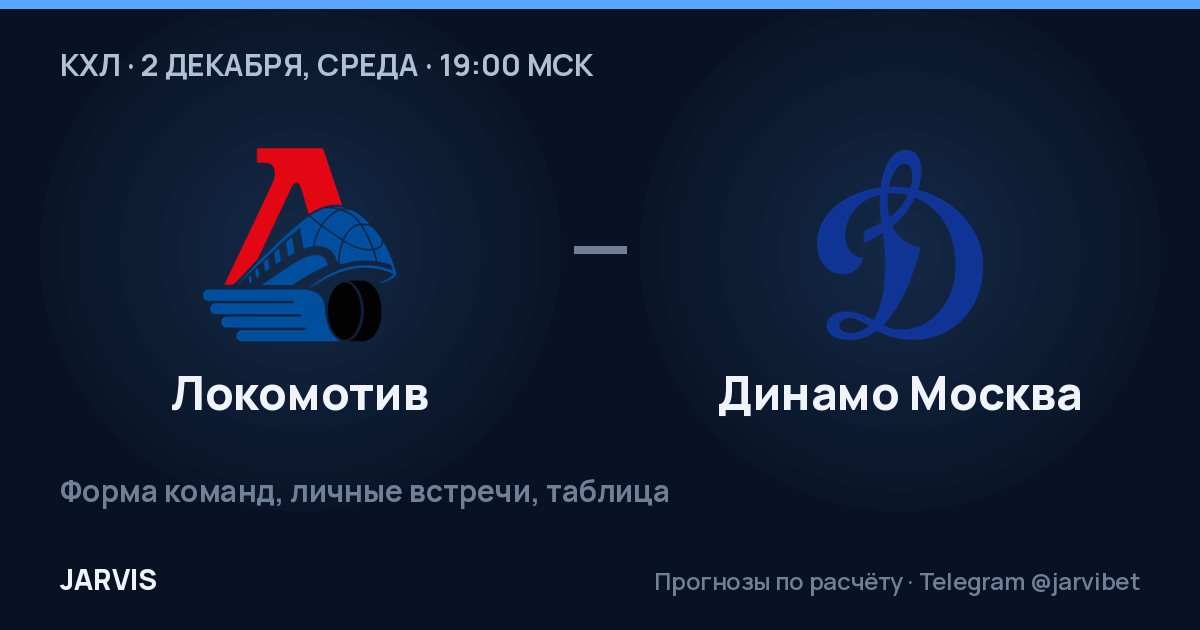 КХЛ · 2 ДЕКАБРЯ, СРЕДА · 19:00 МСК
Локомотив — Динамо Москва
Форма команд, личные встречи, таблица
JARVIS
Прогнозы по расчёту · Telegram @jarvibet